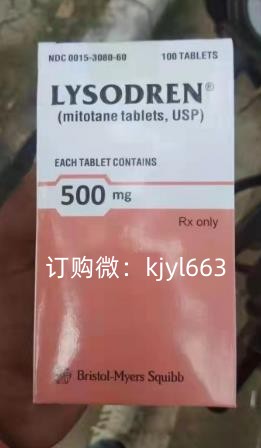 NDC 0015-3080-60 100 TABLETS
LYSODREN®
(mitotane tablets, USP)
EACH TABLET CONTAINS
500 mg
Rx only
订购微：kjyl663
Bristol-Myers Squibb